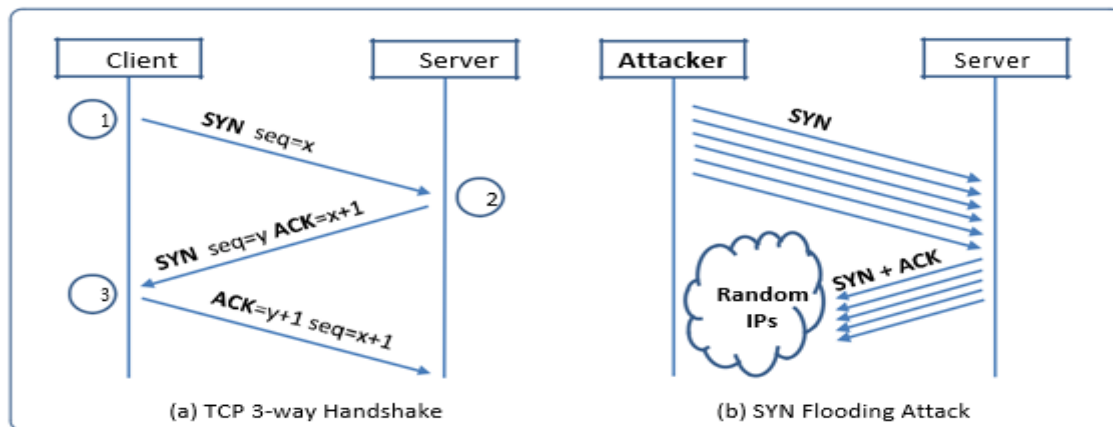 Client
Server
1
SYN seq=x
2
SYN seq=y ACK=x+1
3
ACK=y+1 seq=x+1
(a) TCP 3-way Handshake
Attacker
Server
SYN
SYN + ACK
Random
IPs
(b) SYN Flooding Attack